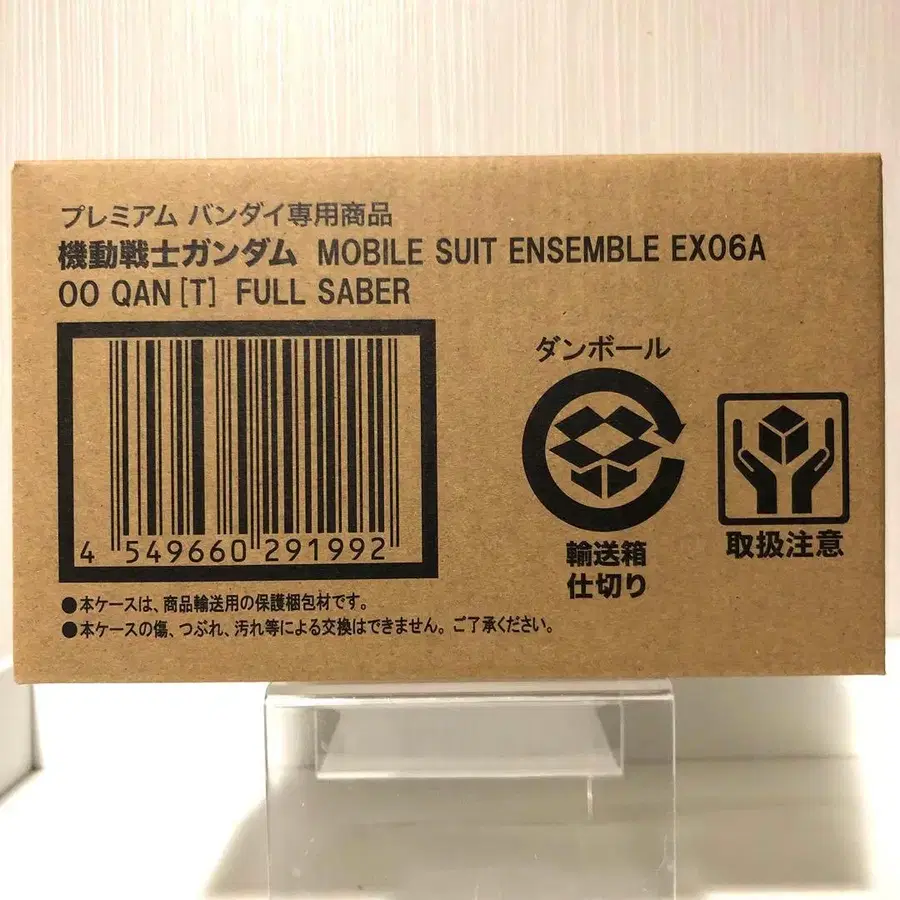 プレミアム バンダイ専用商品
機動戦士ガンダム MOBILE SUIT ENSEMBLE EX06A
00 QAN[T] FULL SABER
4 549660 291992
●本ケースは、商品輸送用の保護梱包材です。
●本ケースの傷、つぶれ、汚れ等による交換はできません。ご了承ください。
ダンボール
輸送箱
仕切り
取扱注意